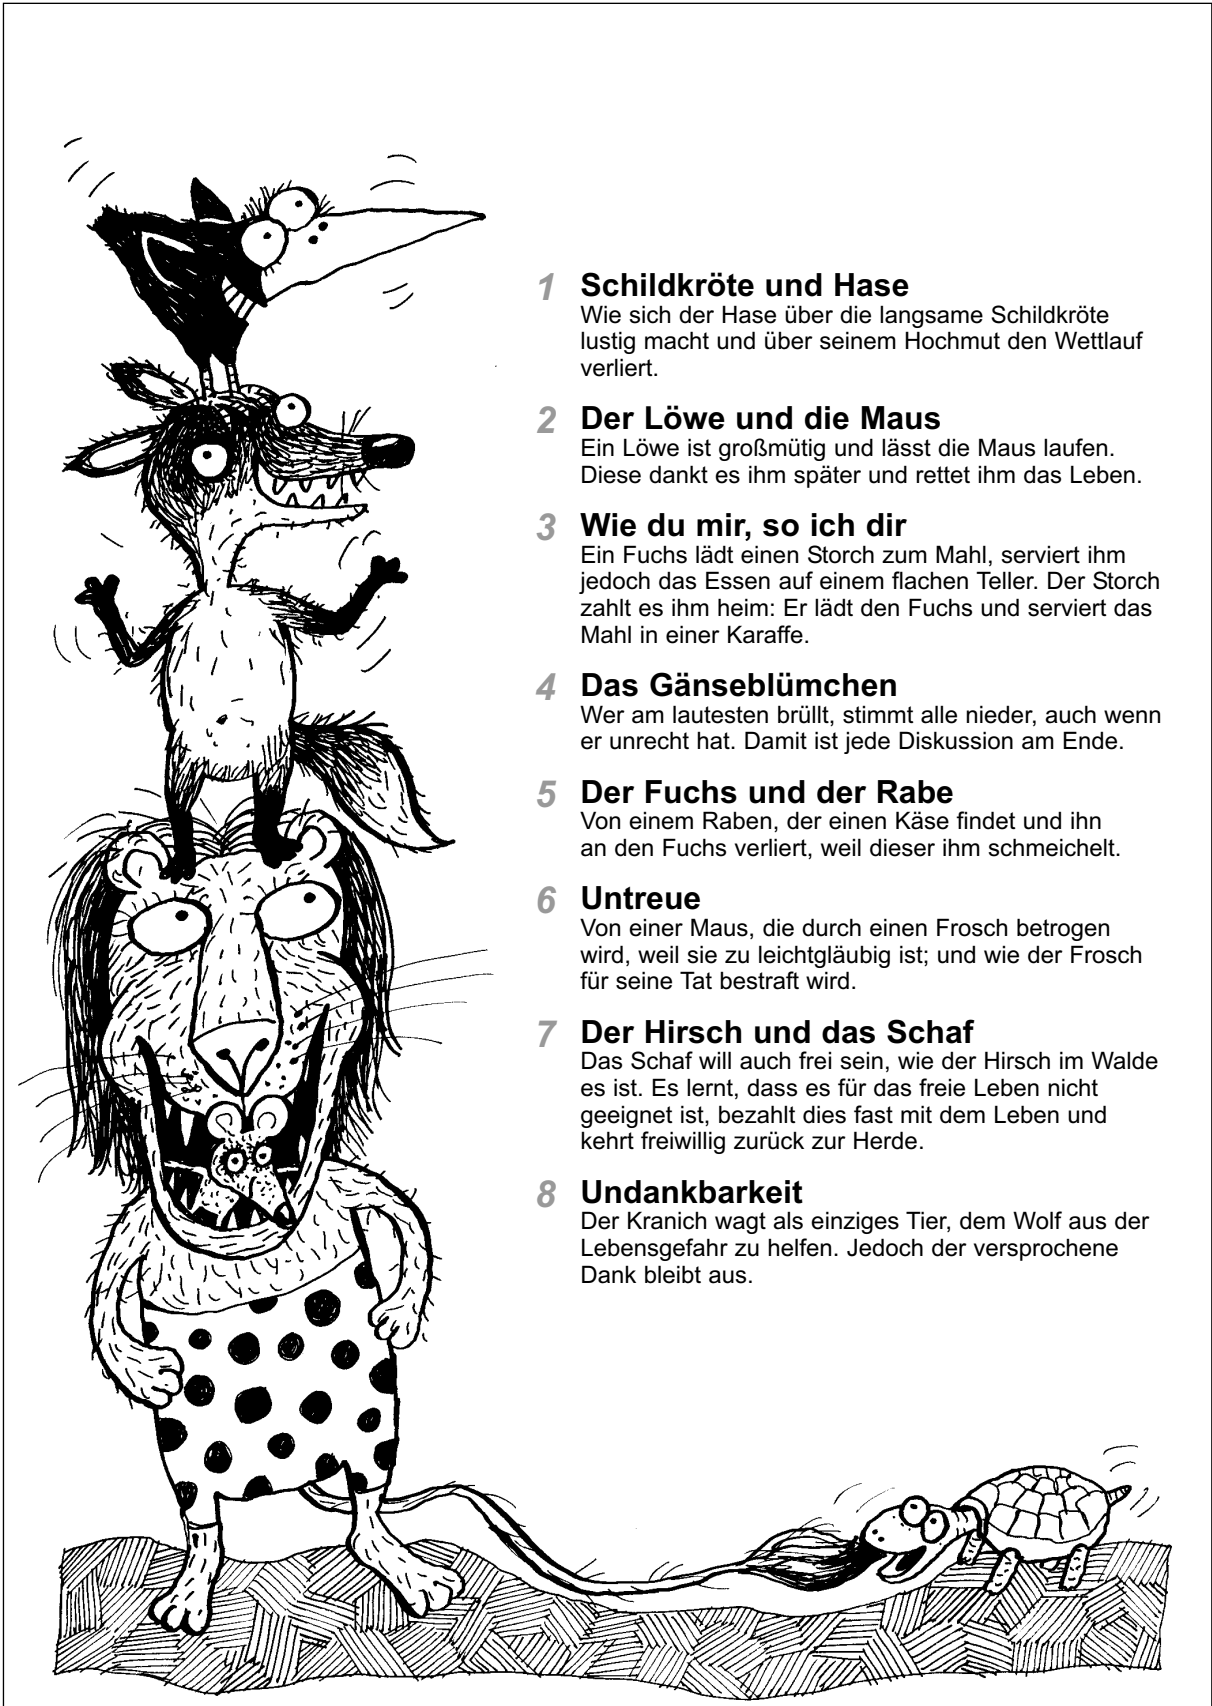 1 Schildkröte und Hase
Wie sich der Hase über die langsame Schildkröte
lustig macht und über seinem Hochmut den Wettlauf
verliert.
2 Der Löwe und die Maus
Ein Löwe ist großmütig und lässt die Maus laufen.
Diese dankt es ihm später und rettet ihm das Leben.
3 Wie du mir, so ich dir
Ein Fuchs lädt einen Storch zum Mahl, serviert ihm
jedoch das Essen auf einem flachen Teller. Der Storch
zahlt es ihm heim: Er lädt den Fuchs und serviert das
Mahl in einer Karaffe.
4 Das Gänseblümchen
Wer am lautesten brüllt, stimmt alle nieder, auch wenn
er unrecht hat. Damit ist jede Diskussion am Ende.
5 Der Fuchs und der Rabe
Von einem Raben, der einen Käse findet und ihn
an den Fuchs verliert, weil dieser ihm schmeichelt.
6 Untreue
Von einer Maus, die durch einen Frosch betrogen
wird, weil sie zu leichtgläubig ist; und wie der Frosch
für seine Tat bestraft wird.
7 Der Hirsch und das Schaf
Das Schaf will auch frei sein, wie der Hirsch im Walde
es ist. Es lernt, dass es für das freie Leben nicht
geeignet ist, bezahlt dies fast mit dem Leben und
kehrt freiwillig zurück zur Herde.
8 Undankbarkeit
Der Kranich wagt als einziges Tier, dem Wolf aus der
Lebensgefahr zu helfen. Jedoch der versprochene
Dank bleibt aus.